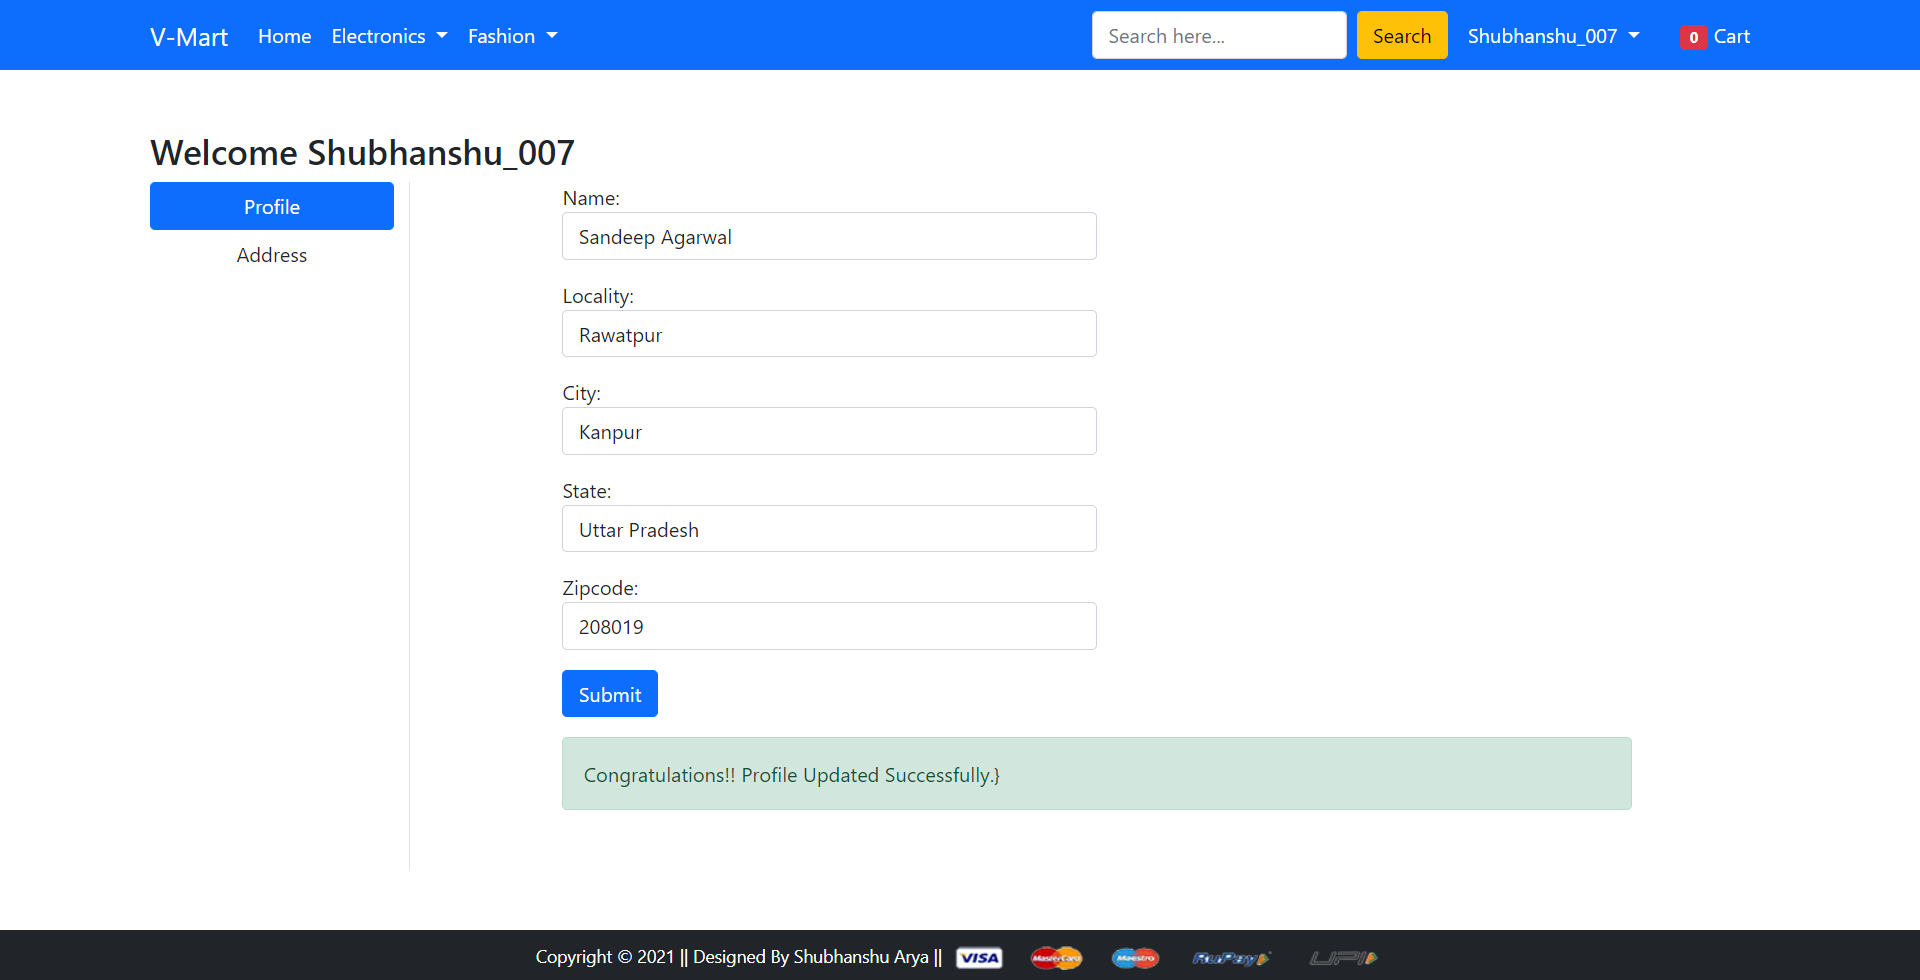 V-Mart Home Electronics Fashion Search here... Search Shubhanshu_007 0 Cart
Welcome Shubhanshu_007
Profile
Address
Name:
Sandeep Agarwal
Locality:
Rawatpur
City:
Kanpur
State:
Uttar Pradesh
Zipcode:
208019
Submit
Congratulations!! Profile Updated Successfully.}
Copyright © 2021 || Designed By Shubhanshu Arya || VISA MasterCard Maestro RuPay UPI